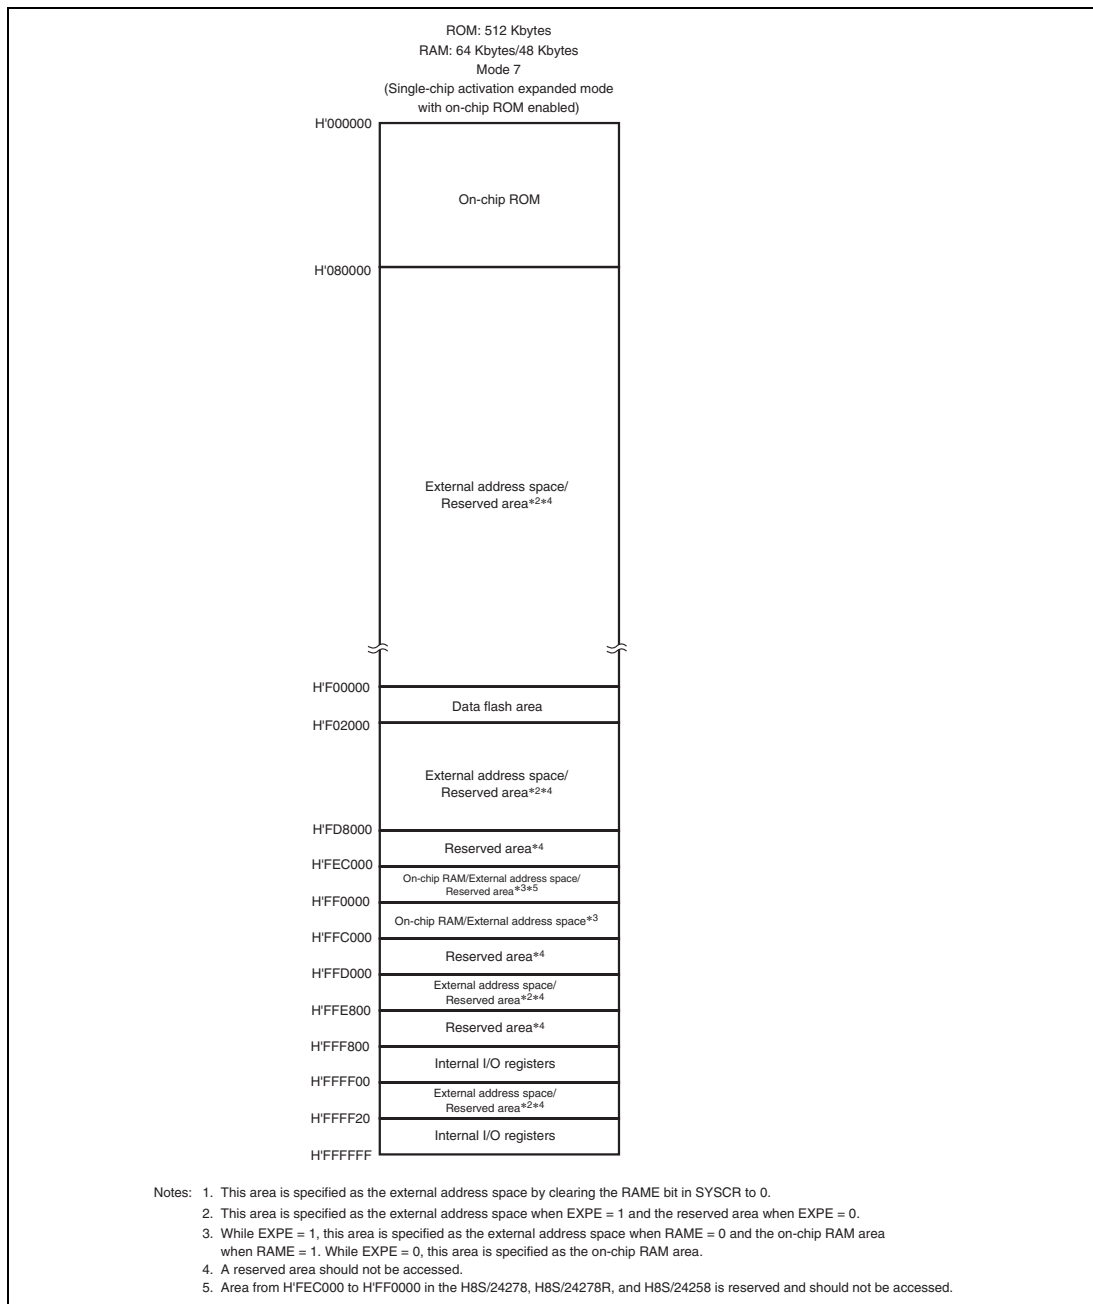 ROM: 512 Kbytes
RAM: 64 Kbytes/48 Kbytes
Mode 7
(Single-chip activation expanded mode
with on-chip ROM enabled)
H'000000
On-chip ROM
H'080000
External address space/
Reserved area*2*4
H'F00000
Data flash area
H'F02000
External address space/
Reserved area*2*4
H'FD8000
Reserved area*4
H'FEC000
On-chip RAM/External address space/
Reserved area*3*5
H'FF0000
On-chip RAM/External address space*3
H'FFC000
Reserved area*4
H'FFD000
External address space/
Reserved area*2*4
H'FFE800
Reserved area*4
H'FFF800
Internal I/O registers
H'FFFF00
External address space/
Reserved area*2*4
H'FFFF20
Internal I/O registers
H'FFFFFF
Notes: 1. This area is specified as the external address space by clearing the RAME bit in SYSCR to 0.
2. This area is specified as the external address space when EXPE = 1 and the reserved area when EXPE = 0.
3. While EXPE = 1, this area is specified as the external address space when RAME = 0 and the on-chip RAM area
when RAME = 1. While EXPE = 0, this area is specified as the on-chip RAM area.
4. A reserved area should not be accessed.
5. Area from H'FEC000 to H'FF0000 in the H8S/24278, H8S/24278R, and H8S/24258 is reserved and should not be accessed.